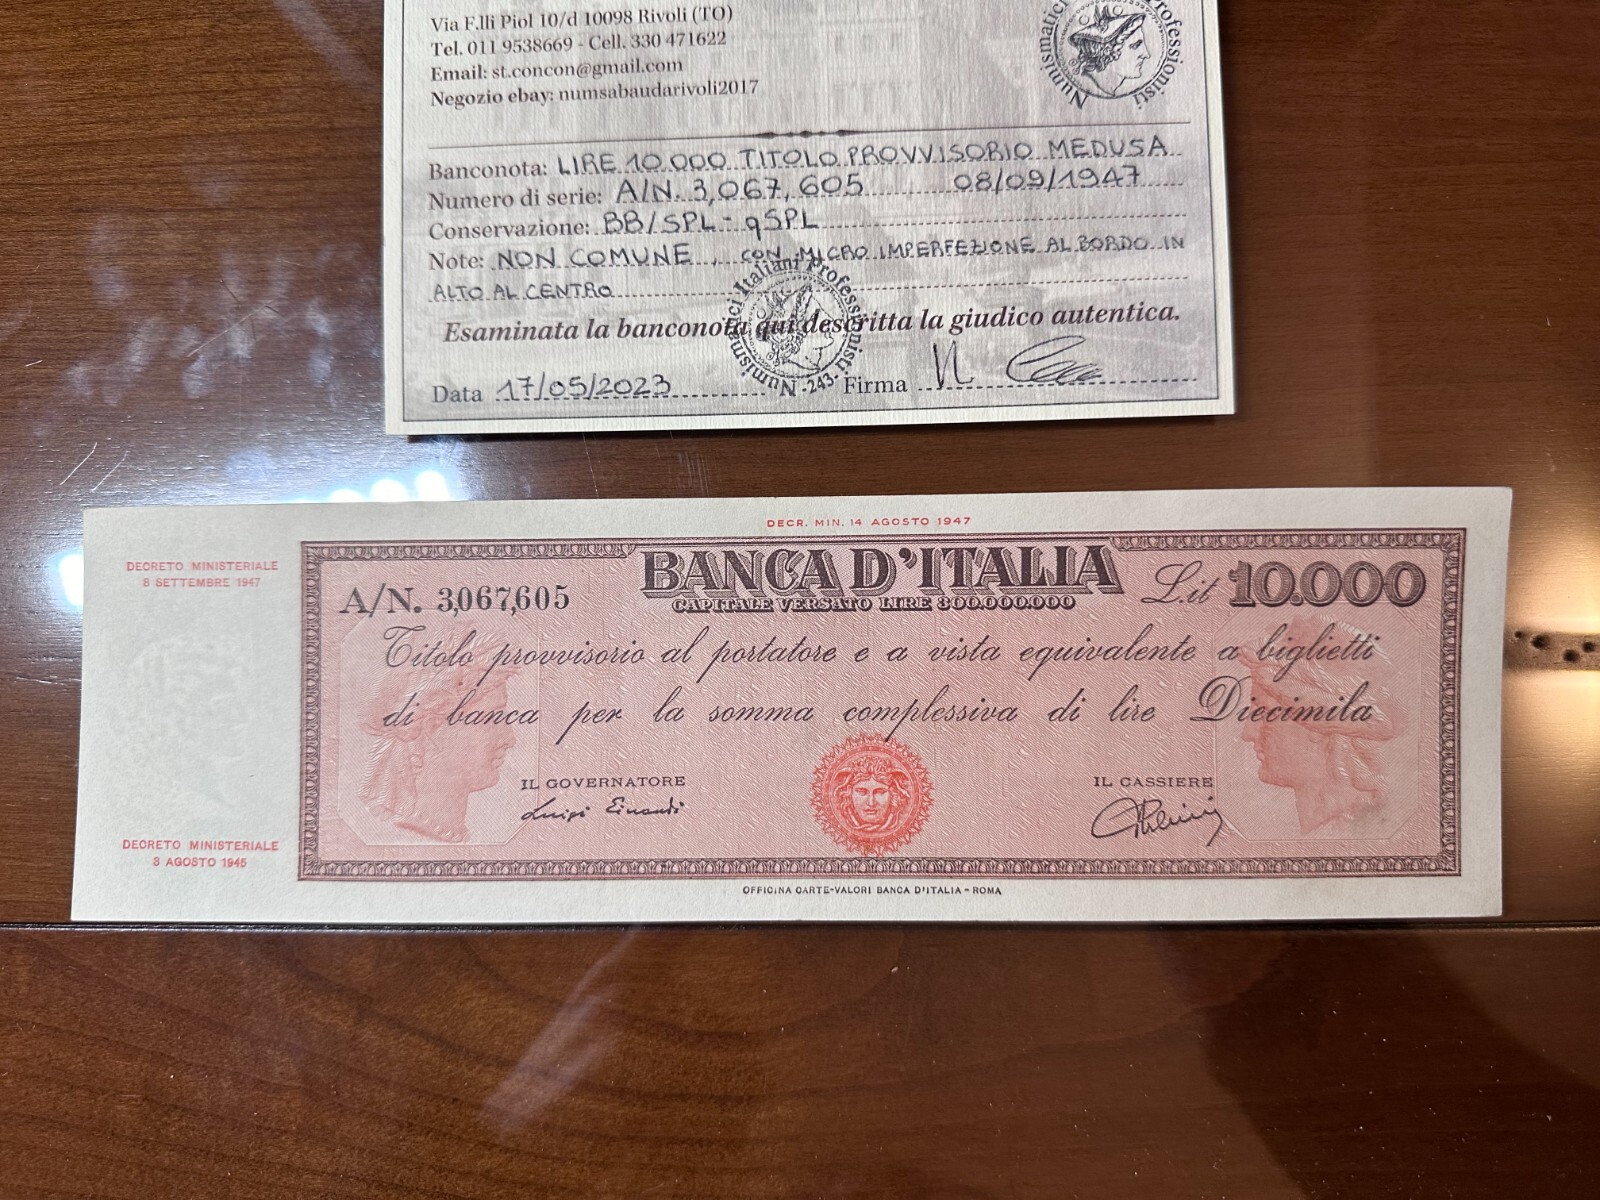 Via F.lli Piol 10/d 10098 Rivoli (TO)
Tel. 011 9538669 - Cell. 330 471622
Email: st.concon@gmail.com
Negozio ebay: numsabaudarivoli2017
Numismatici Professionisti
Banconota: LIRE 10.000 TITOLO PROVVISORIO MEDUSA
Numero di serie: A/N. 3,067,605 08/09/1947
Conservazione: BB/SPL - qSPL
Note: NON COMUNE, CON MICRO IMPERFEZIONE AL BORDO IN
ALTO AL CENTRO
Numismatici Italiani Professionisti
N. 243
Esaminata la banconota qui descritta la giudico autentica.
Data 17/05/2023 Firma
DECR. MIN. 14 AGOSTO 1947
DECRETO MINISTERIALE
8 SETTEMBRE 1947
A/N. 3,067,605
BANCA D'ITALIA
CAPITALE VERSATO LIRE 300.000.000
Lit 10.000
Titolo provvisorio al portatore e a vista equivalente a biglietti
di banca per la somma complessiva di lire Diecimila
IL GOVERNATORE
Luigi Einaudi
IL CASSIERE
DECRETO MINISTERIALE
8 AGOSTO 1945
OFFICINA CARTE-VALORI BANCA D'ITALIA - ROMA